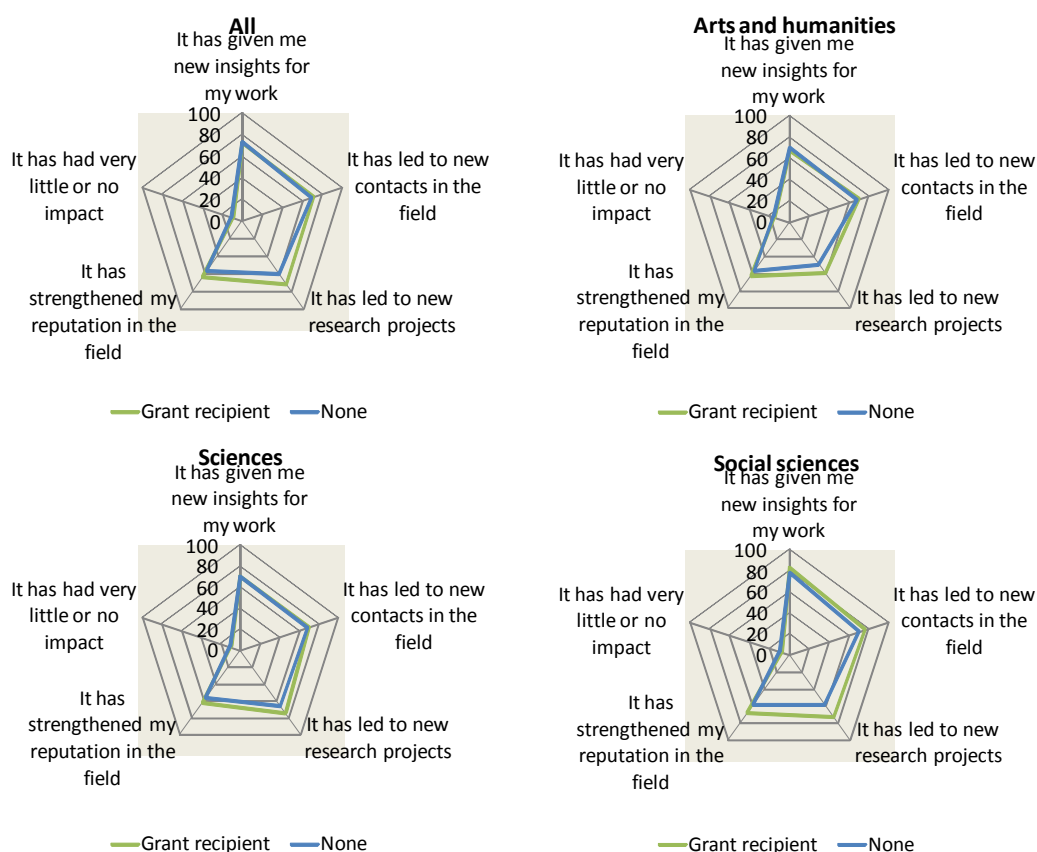 All
It has given me
new insights for
my work
100
80
60
40
20
0
It has had very
little or no
impact
It has led to new
contacts in the
field
It has
strengthened my
reputation in the
field
It has led to new
research projects
Grant recipient None
Arts and humanities
It has given me
new insights for
my work
100
80
60
40
20
0
It has had very
little or no
impact
It has led to new
contacts in the
field
It has
strengthened my
reputation in the
field
It has led to new
research projects
Grant recipient None
Sciences
It has given me
new insights for
my work
100
80
60
40
20
0
It has had very
little or no
impact
It has led to new
contacts in the
field
It has
strengthened my
reputation in the
field
It has led to new
research projects
Grant recipient None
Social sciences
It has given me
new insights for
my work
100
80
60
40
20
0
It has had very
little or no
impact
It has led to new
contacts in the
field
It has
strengthened my
reputation in the
field
It has led to new
research projects
Grant recipient None